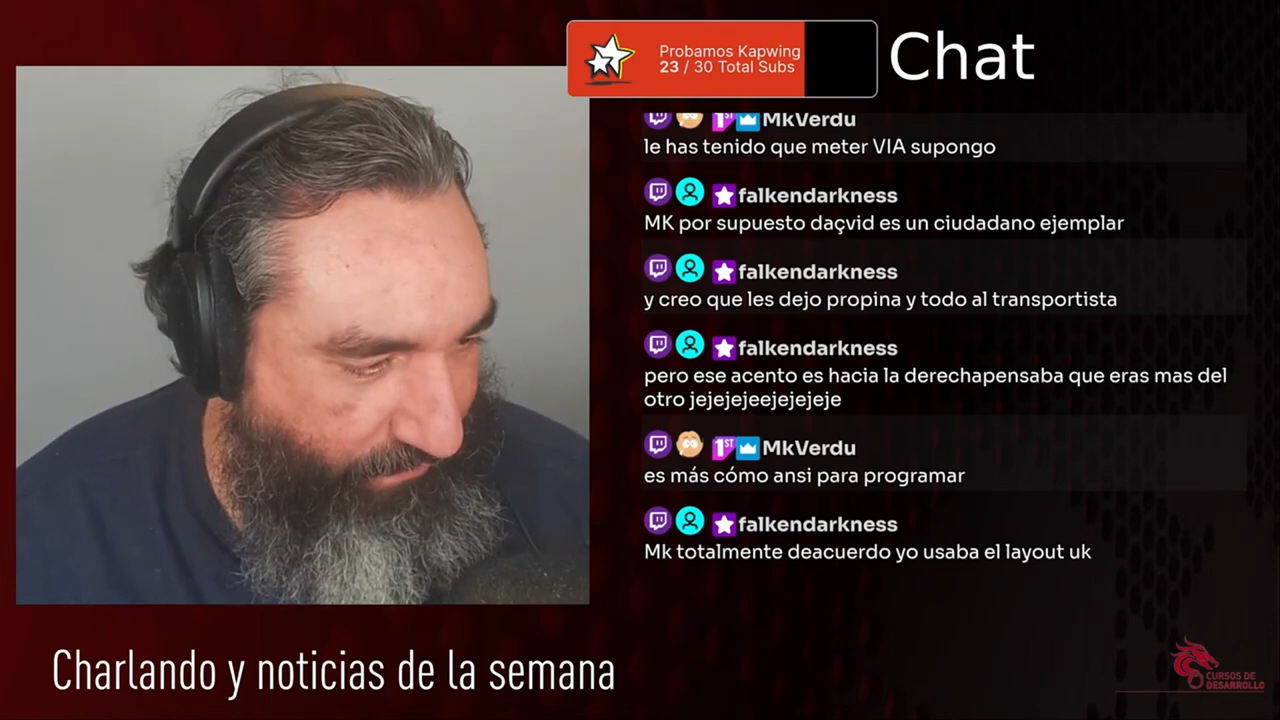 Probamos Kapwing
23 / 30 Total Subs
Chat
1ST MkVerdu
le has tenido que meter VIA supongo
falkendarkness
MK por supuesto daçvid es un ciudadano ejemplar
falkendarkness
y creo que les dejo propina y todo al transportista
falkendarkness
pero ese acento es hacia la derechapensaba que eras mas del
otro jejejejeejejejeje
1ST MkVerdu
es más cómo ansi para programar
falkendarkness
Mk totalmente deacuerdo yo usaba el layout uk
Charlando y noticias de la semana
CURSOS DE
DESARROLLO